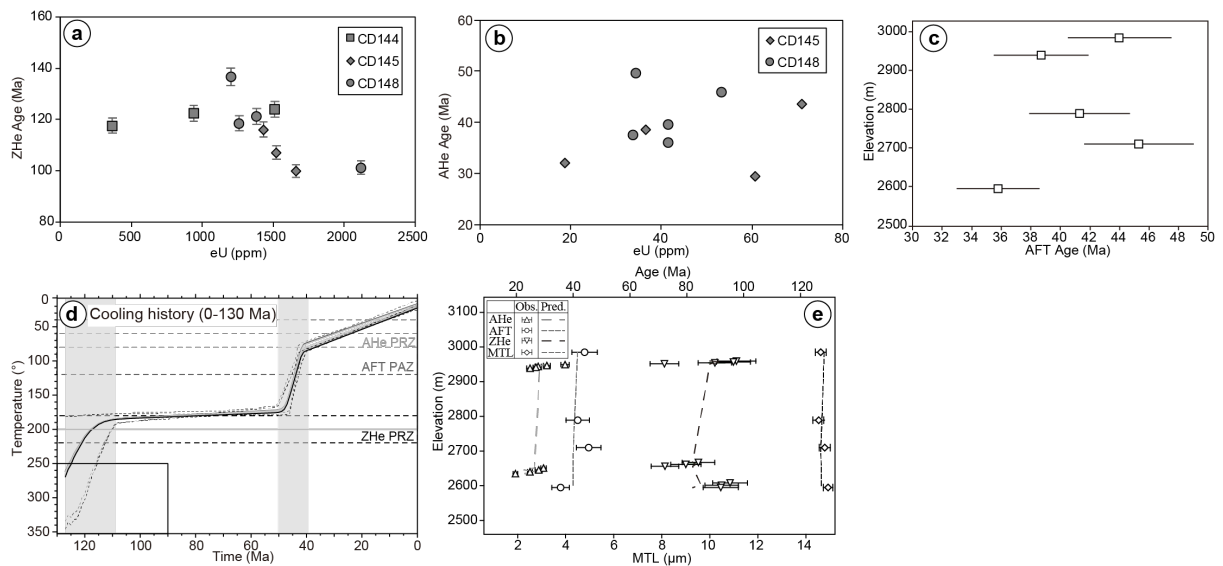 a
CD144
CD145
CD148
160
140
120
100
80
ZHe Age (Ma)
0
500
1000
1500
2000
2500
eU (ppm)
b
CD145
CD148
60
50
40
30
20
AHe Age (Ma)
0
20
40
60
80
eU (ppm)
c
3000
2900
2800
2700
2600
2500
Elevation (m)
30
32
34
36
38
40
42
44
46
48
50
AFT Age (Ma)
d
Cooling history (0-130 Ma)
0
50
100
150
200
250
300
350
Temperature (°)
AHe PRZ
AFT PAZ
ZHe PRZ
120
100
80
60
40
20
0
Time (Ma)
Age (Ma)
20
40
60
80
100
120
e
Obs. Pred.
AHe
AFT
ZHe
MTL
3100
3000
2900
2800
2700
2600
2500
Elevation (m)
2
4
6
8
10
12
14
MTL (μm)